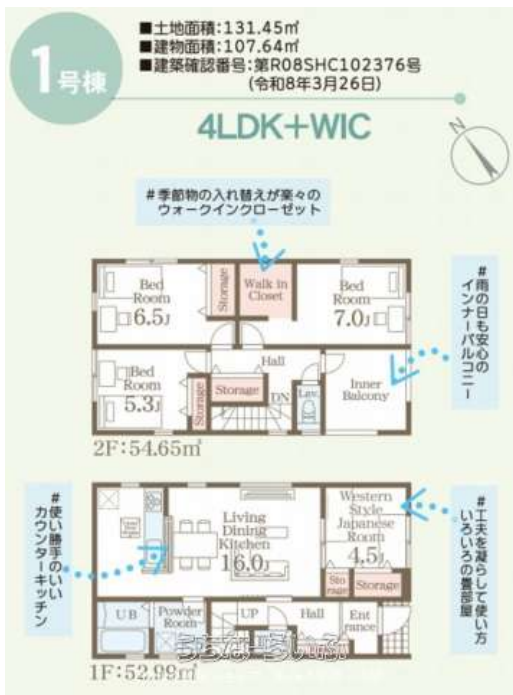 1号棟
■土地面積:131.45㎡
■建物面積:107.64㎡
■建築確認番号:第R08SHC102376号
(令和8年3月26日)
4LDK+WIC
N
#季節物の入れ替えが楽々の
ウォークインクローゼット
Bed
Room
6.5J
Storage
Walk in
Closet
Bed
Room
7.0J
#雨の日も安心の
インナーバルコニー
Bed
Room
5.3J
Storage
Hall
Storage
DN
Lav.
Inner
Balcony
2F:54.65㎡
#使い勝手のいい
カウンターキッチン
Living
Dining
Kitchen
16.0J
Western
Style
Japanese
Room
4.5J
Sto
rage
Storage
#工夫を凝らして使い方
いろいろの畳部屋
UB
Powder
Room
UP
Hall
Ent
rance
1F:52.99㎡